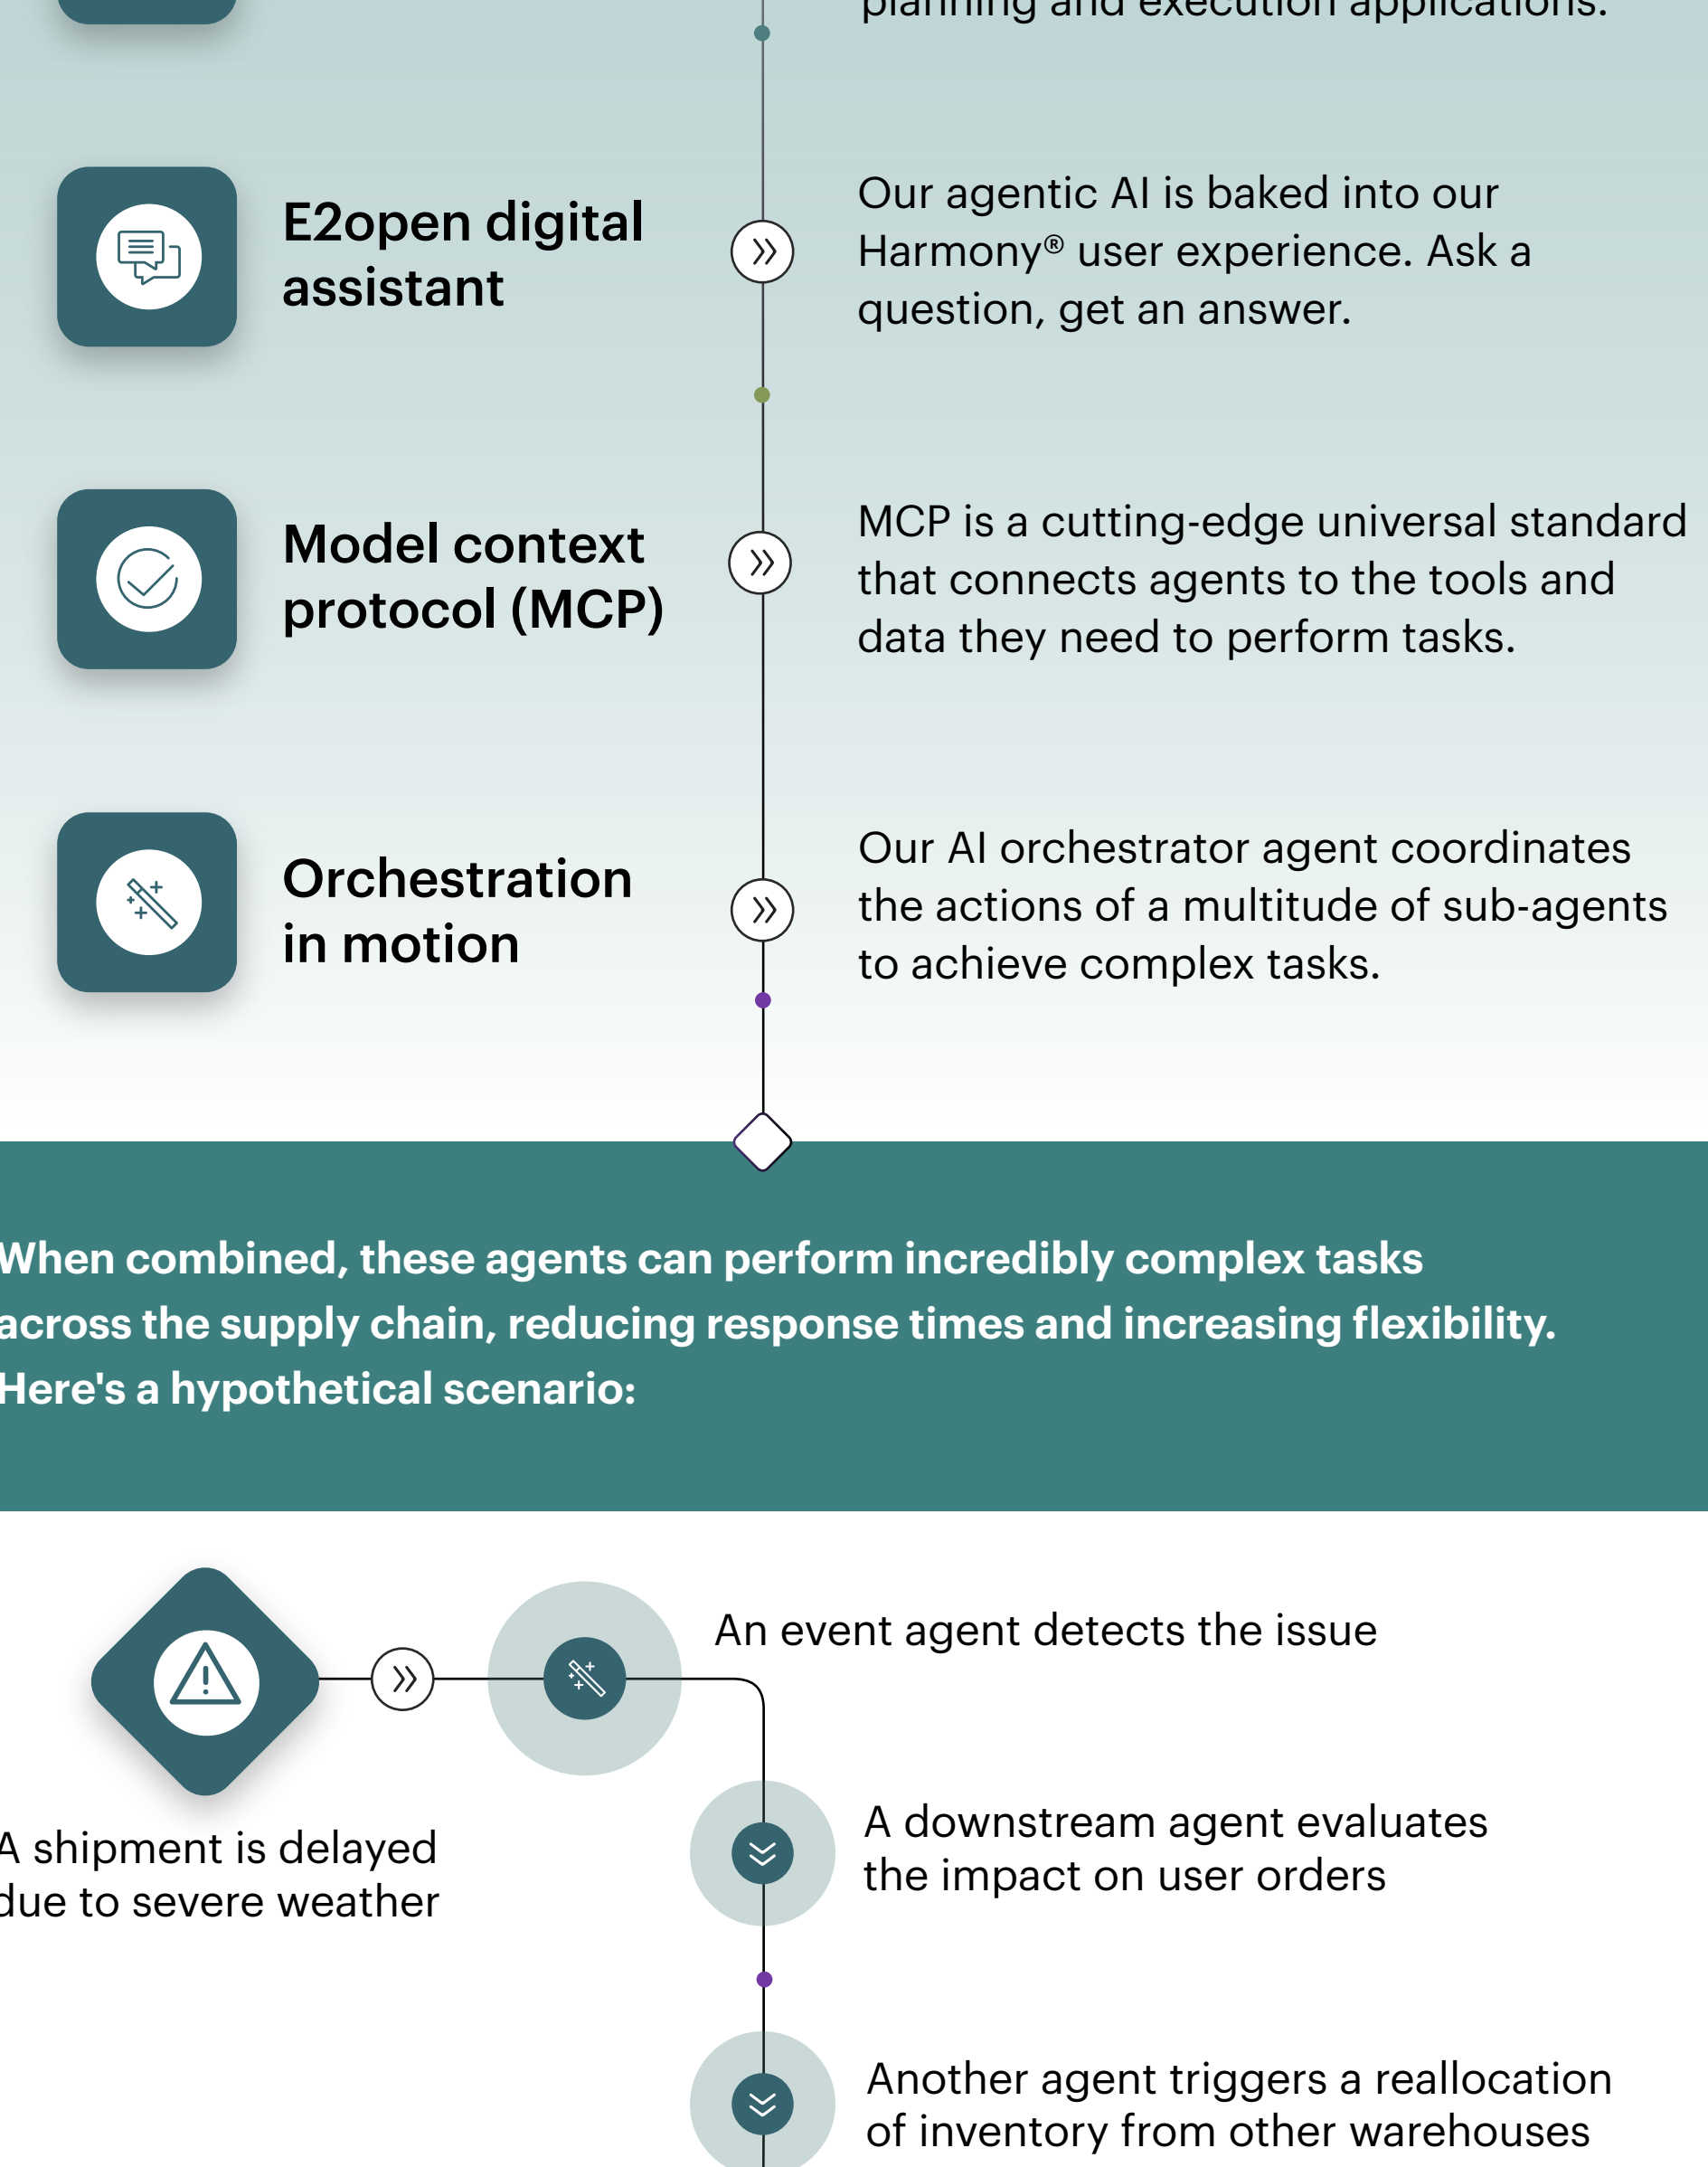 planning and execution applications.
E2open digital
assistant
Our agentic AI is baked into our
Harmony® user experience. Ask a
question, get an answer.
Model context
protocol (MCP)
MCP is a cutting-edge universal standard
that connects agents to the tools and
data they need to perform tasks.
Orchestration
in motion
Our AI orchestrator agent coordinates
the actions of a multitude of sub-agents
to achieve complex tasks.
When combined, these agents can perform incredibly complex tasks
across the supply chain, reducing response times and increasing flexibility.
Here's a hypothetical scenario:
An event agent detects the issue
A shipment is delayed
due to severe weather
A downstream agent evaluates
the impact on user orders
Another agent triggers a reallocation
of inventory from other warehouses